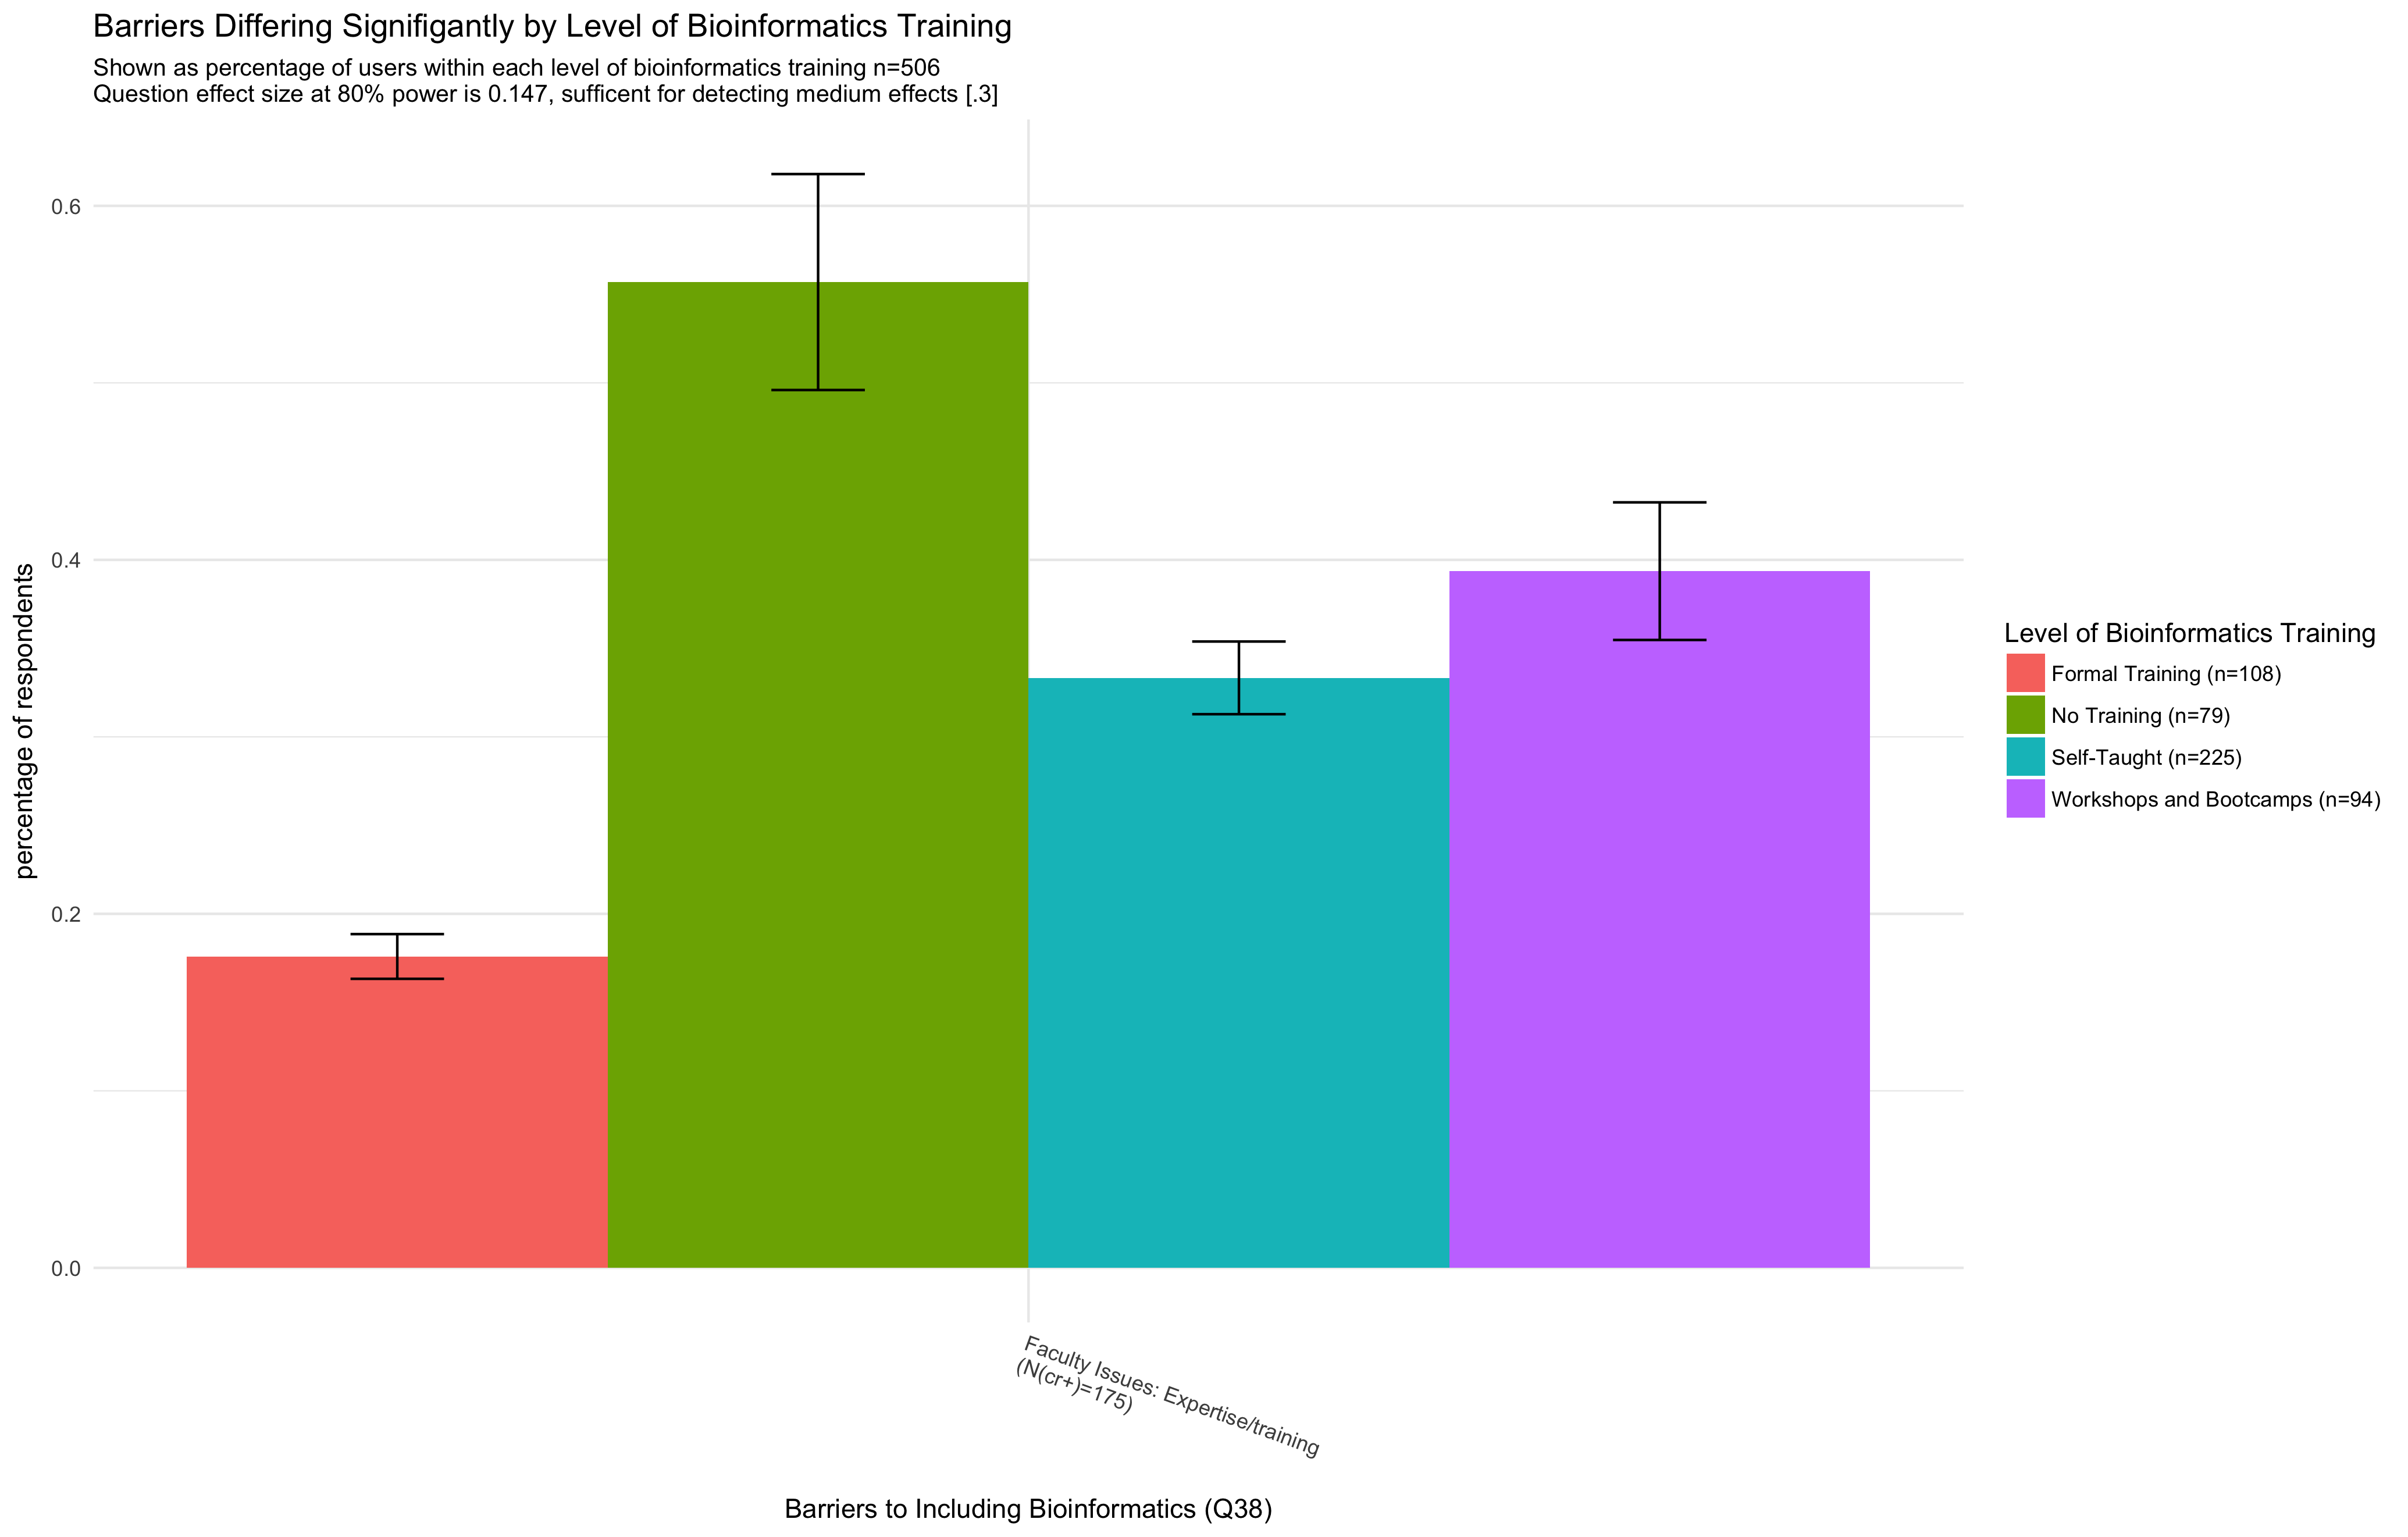 Barriers Differing Signifigantly by Level of Bioinformatics Training
Shown as percentage of users within each level of bioinformatics training n=506
Question effect size at 80% power is 0.147, sufficent for detecting medium effects [.3]
percentage of respondents
0.6
0.4
0.2
0.0
Faculty Issues: Expertise/training
(N(cr+)=175)
Barriers to Including Bioinformatics (Q38)
Level of Bioinformatics Training
Formal Training (n=108)
No Training (n=79)
Self-Taught (n=225)
Workshops and Bootcamps (n=94)